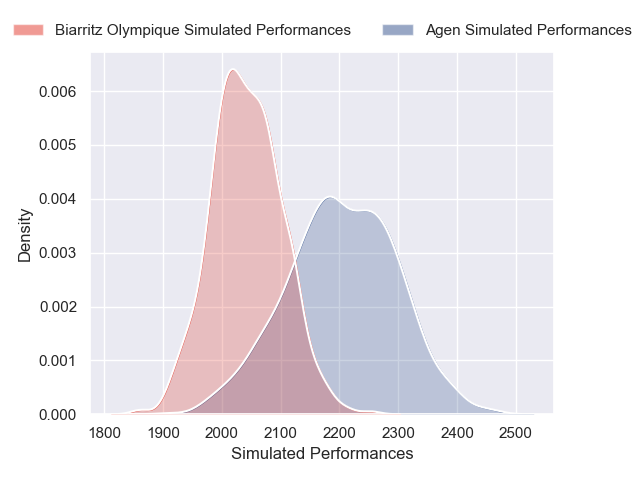 Biarritz Olympique Simulated Performances
Agen Simulated Performances
Density
0.006
0.005
0.004
0.003
0.002
0.001
0.000
1800 1900 2000 2100 2200 2300 2400 2500
Simulated Performances